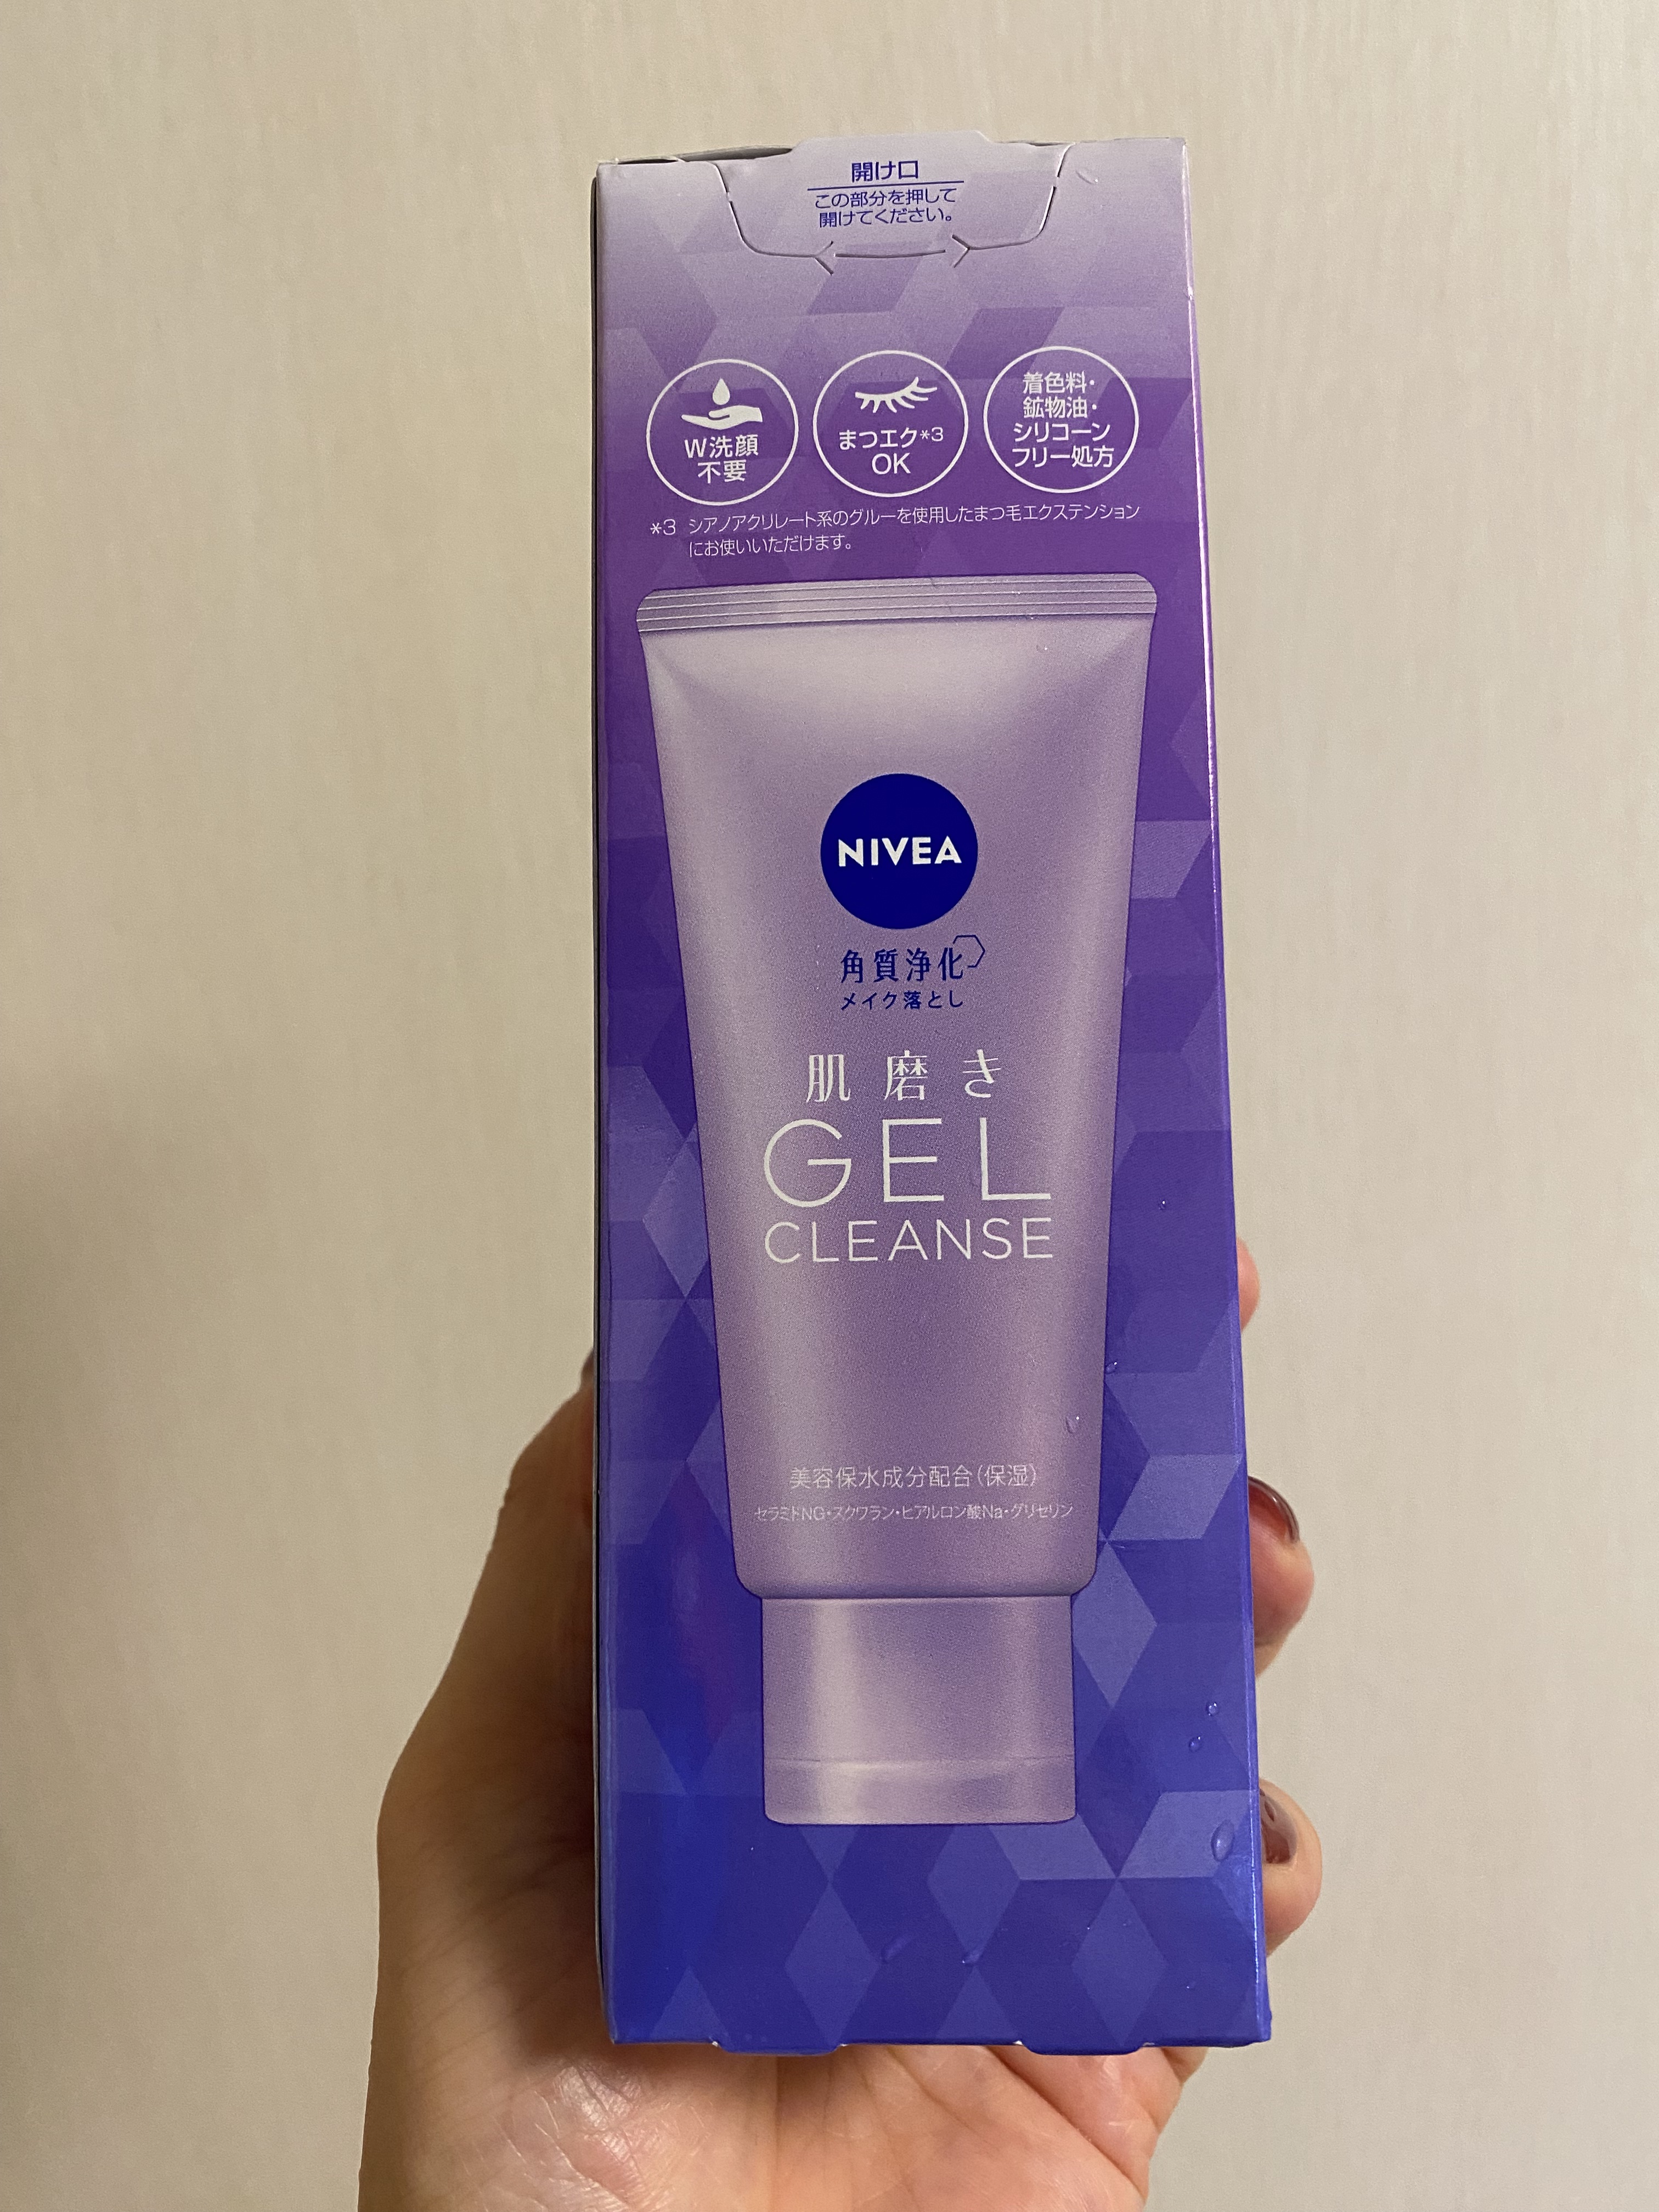 開け口
この部分を押して
開けてください。
W洗顔
不要
まつエク*3
OK
着色料・
鉱物油・
シリコーン
フリー処方
*3 シアノアクリレート系のグルーを使用したまつ毛エクステンション
にお使いいただけます。
NIVEA
角質浄化
メイク落とし
肌磨き
GEL
CLEANSE
美容保水成分配合(保湿)
セラミドNG・スクワラン・ヒアルロン酸Na・グリセリン